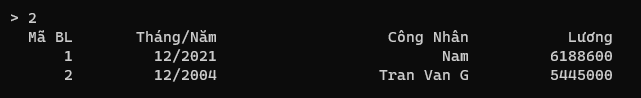 > 2
Mã BL Tháng/Năm Công Nhân Lương
1 12/2021 Nam 6188600
2 12/2004 Tran Van G 5445000